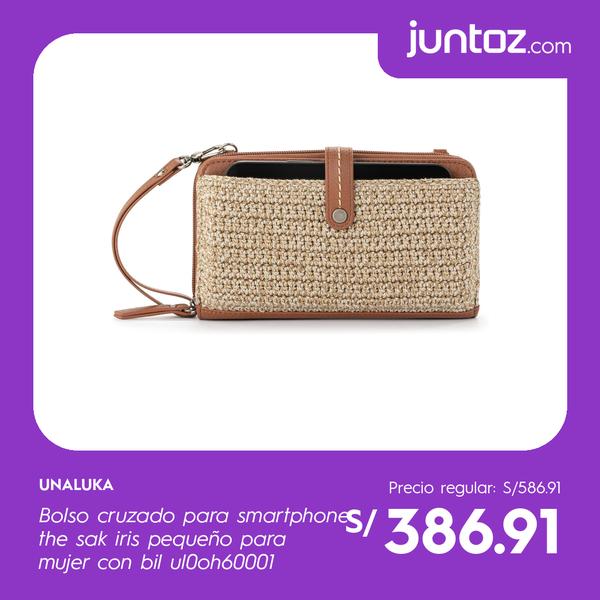 juntoz.com
UNALUKA
Precio regular: S/586.91
Bolso cruzado para smartphone
the sak iris pequeño para
mujer con bil ul0oh60001
S/ 386.91